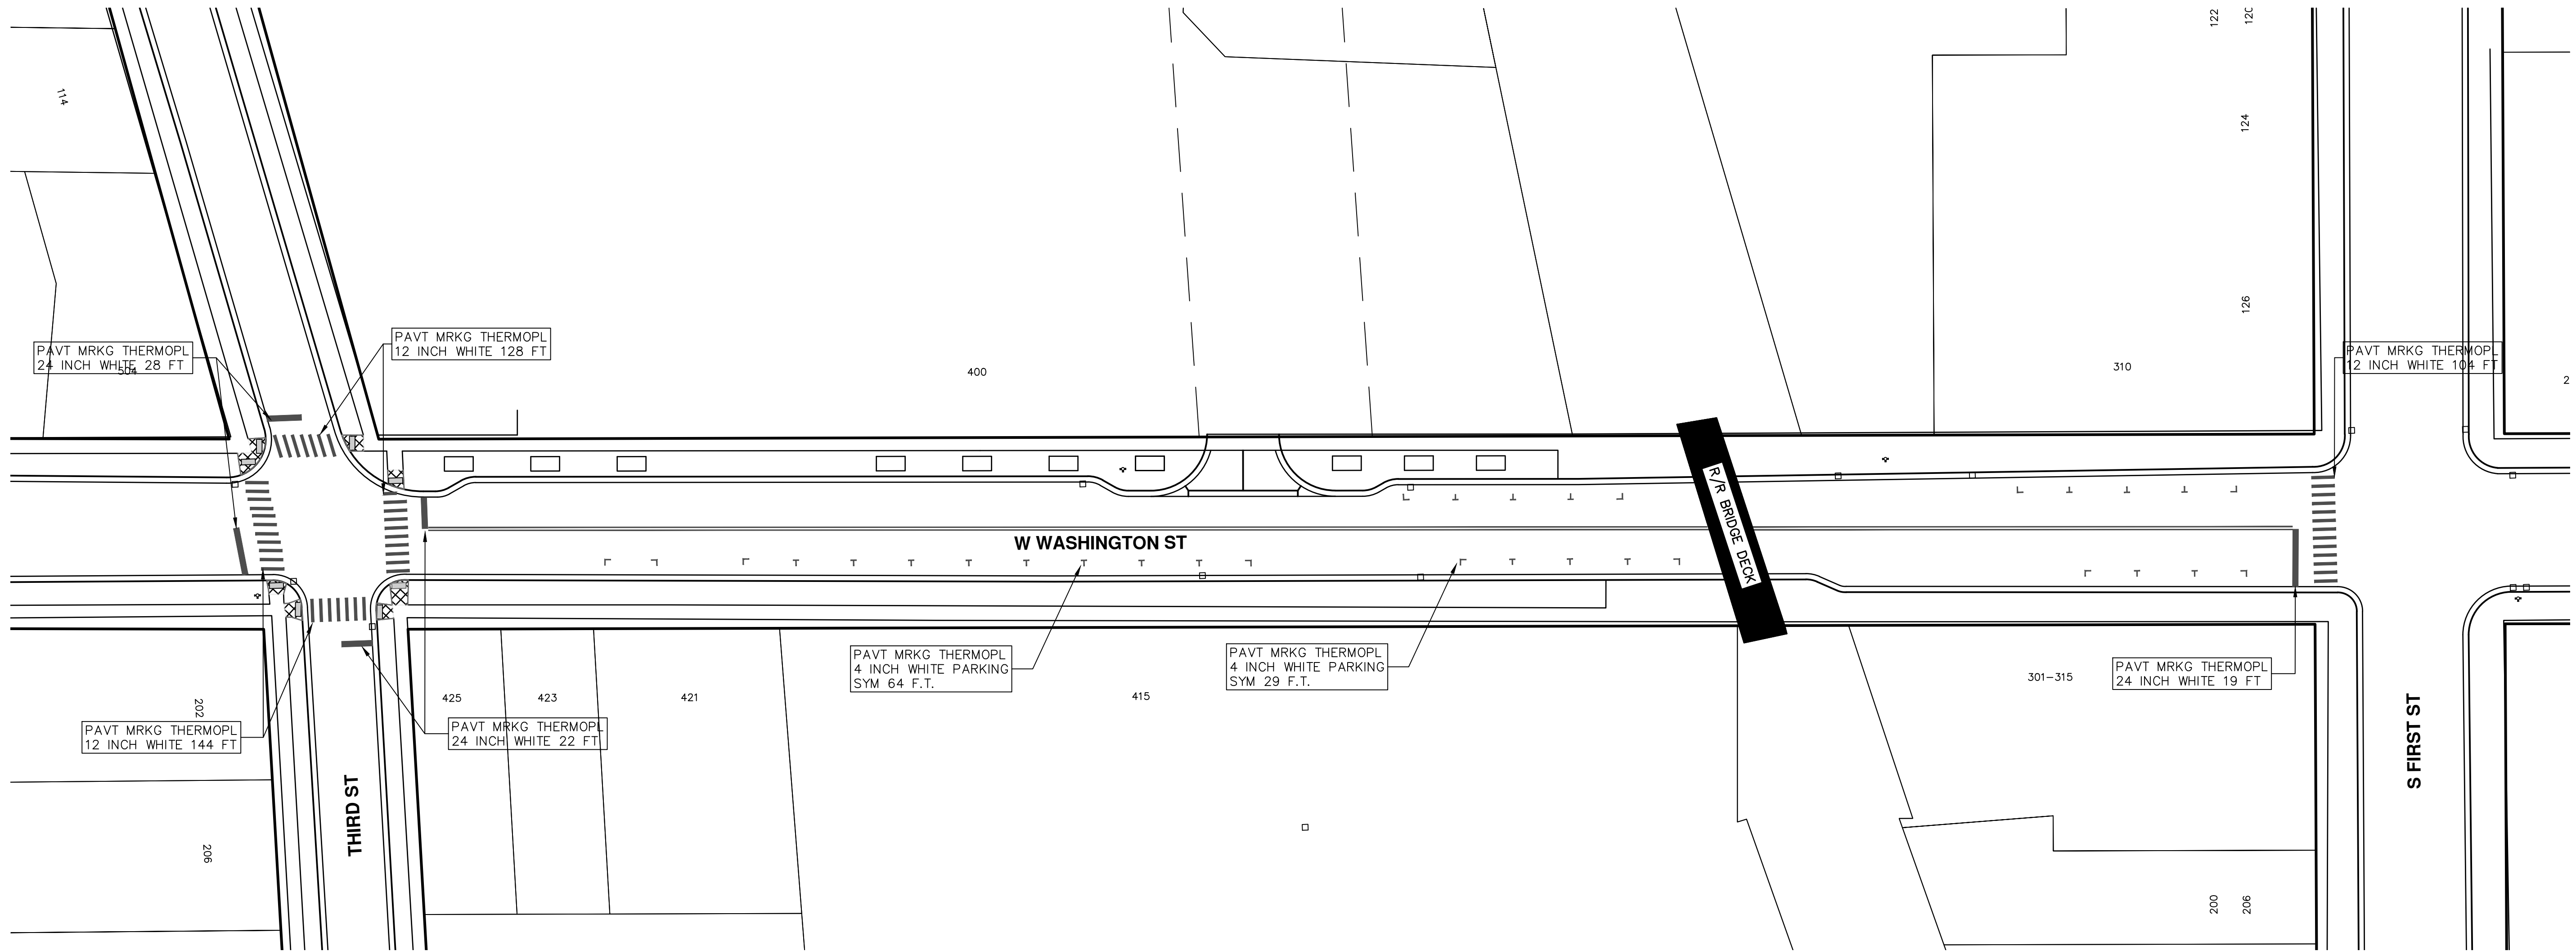 122
120
114
124
126
PAVT MRKG THERMOPL
12 INCH WHITE 128 FT
PAVT MRKG THERMOPL
24 INCH WHITE 28 FT
504
400
310
PAVT MRKG THERMOPL
12 INCH WHITE 104 FT
2
R/R BRIDGE DECK
W WASHINGTON ST
PAVT MRKG THERMOPL
4 INCH WHITE PARKING
SYM 64 F.T.
PAVT MRKG THERMOPL
4 INCH WHITE PARKING
SYM 29 F.T.
PAVT MRKG THERMOPL
24 INCH WHITE 19 FT
301-315
425
423
421
415
202
PAVT MRKG THERMOPL
12 INCH WHITE 144 FT
PAVT MRKG THERMOPL
24 INCH WHITE 22 FT
S FIRST ST
THIRD ST
206
200
206